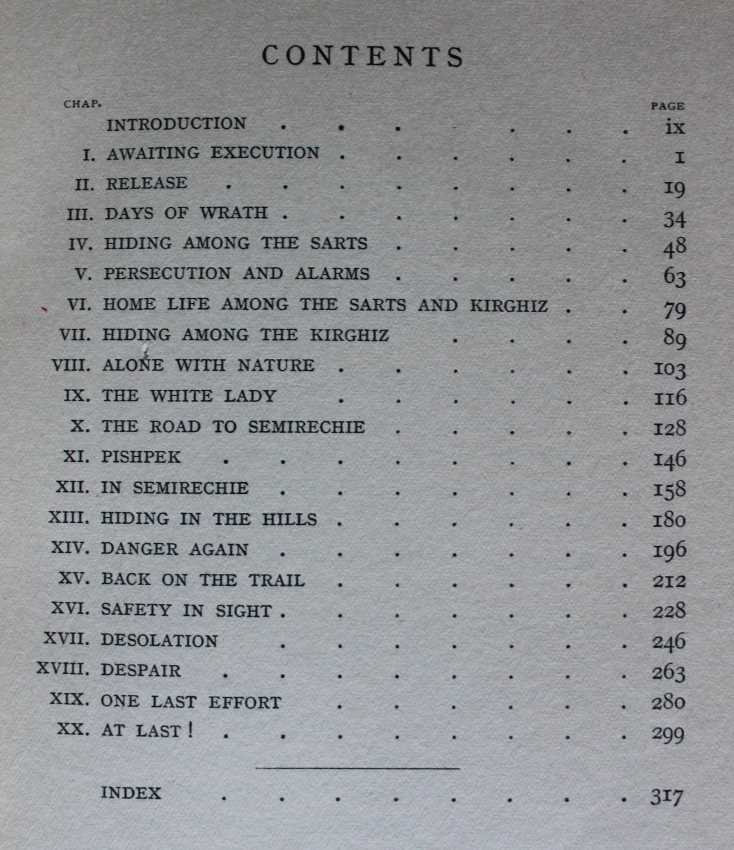 CONTENTS
CHAP. PAGE
INTRODUCTION . . . . . . . ix
I. AWAITING EXECUTION . . . . . . 1
II. RELEASE . . . . . . . . 19
III. DAYS OF WRATH . . . . . . . 34
IV. HIDING AMONG THE SARTS . . . . . 48
V. PERSECUTION AND ALARMS . . . . . 63
VI. HOME LIFE AMONG THE SARTS AND KIRGHIZ . . 79
VII. HIDING AMONG THE KIRGHIZ . . . . 89
VIII. ALONE WITH NATURE . . . . . . 103
IX. THE WHITE LADY . . . . . . 116
X. THE ROAD TO SEMIRECHIE . . . . . 128
XI. PISHPEK . . . . . . . . 146
XII. IN SEMIRECHIE . . . . . . . 158
XIII. HIDING IN THE HILLS . . . . . . 180
XIV. DANGER AGAIN . . . . . . . 196
XV. BACK ON THE TRAIL . . . . . . 212
XVI. SAFETY IN SIGHT . . . . . . . 228
XVII. DESOLATION . . . . . . . 246
XVIII. DESPAIR . . . . . . . . 263
XIX. ONE LAST EFFORT . . . . . . 280
XX. AT LAST! . . . . . . . . 299
INDEX . . . . . . . . 317